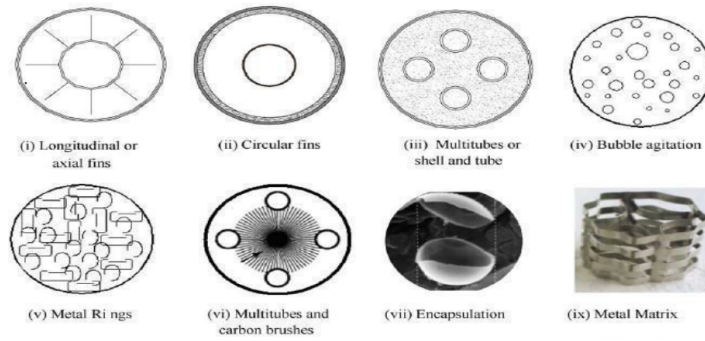 (i) Longitudinal or
axial fins
(ii) Circular fins
(iii) Multitubes or
shell and tube
(iv) Bubble agitation
(v) Metal Ri ngs
(vi) Multitubes and
carbon brushes
(vii) Encapsulation
(ix) Metal Matrix